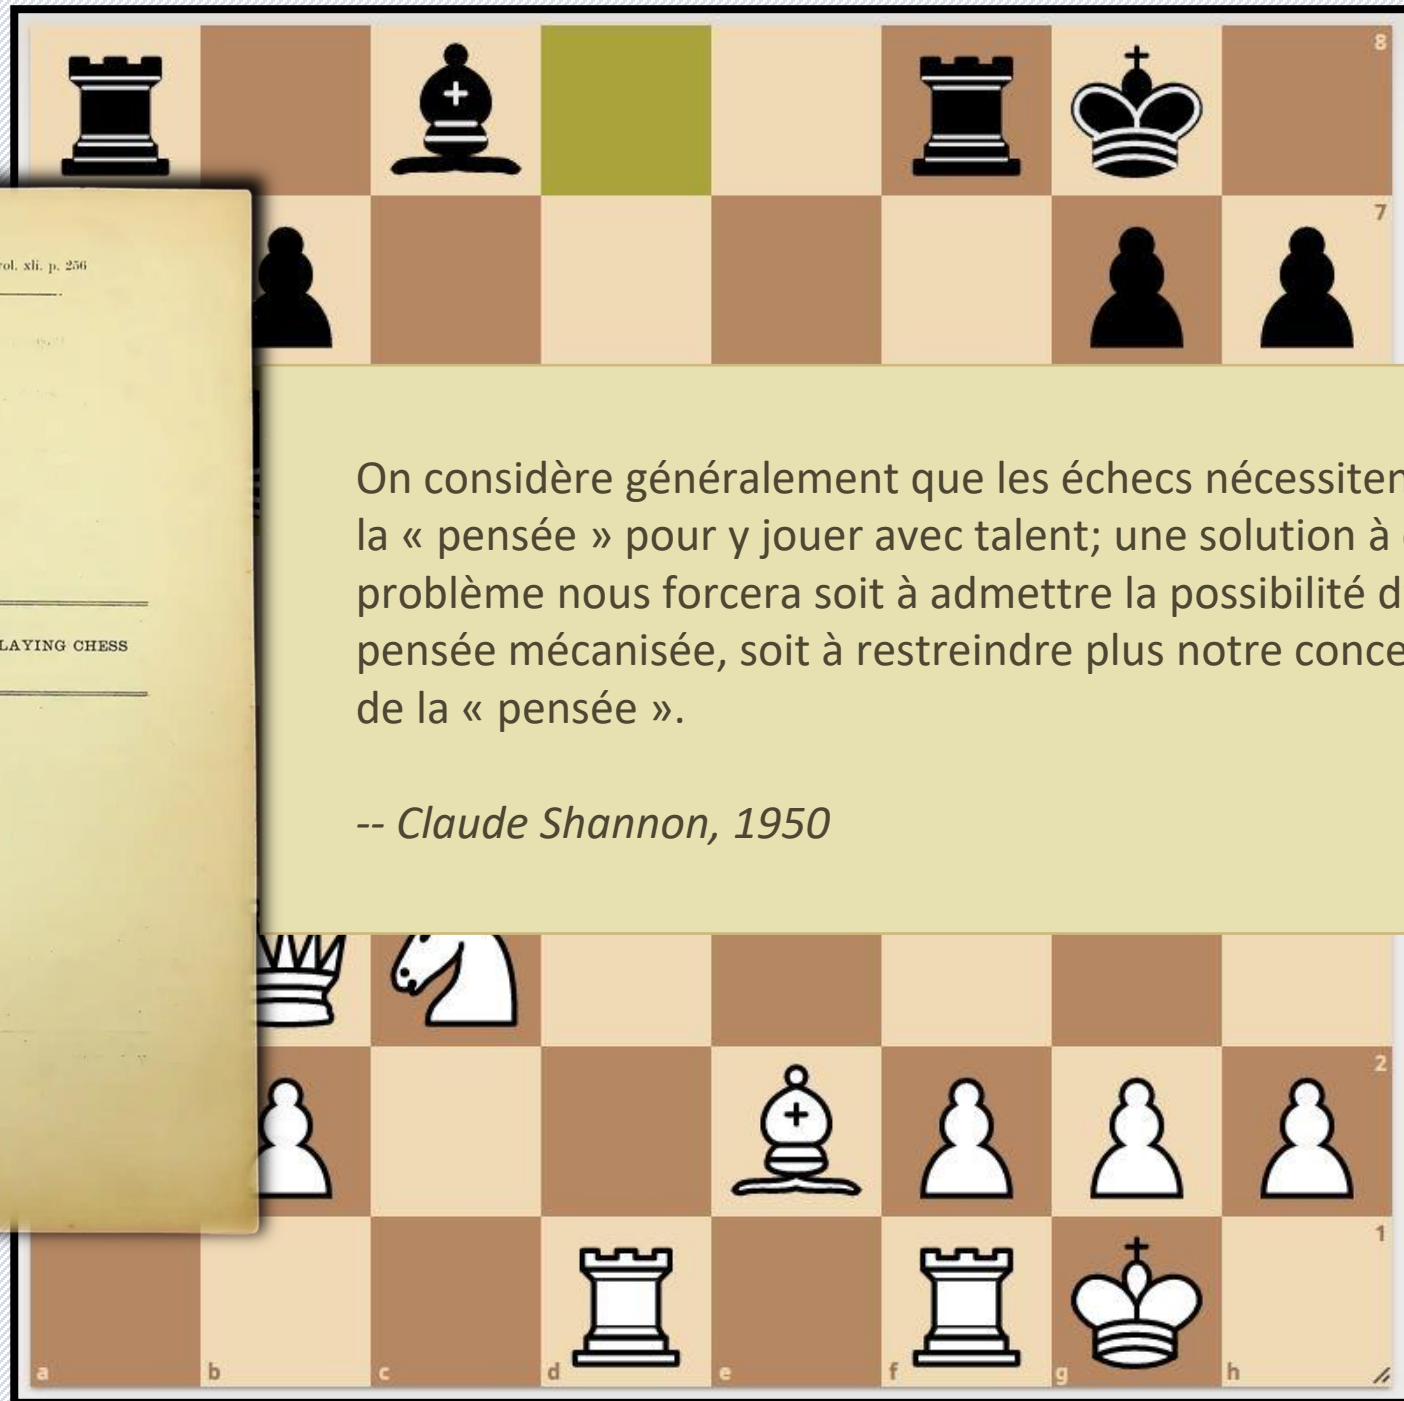 vol. xli. p. 256
LAYING CHESS
On considère généralement que les échecs nécessiten
la « pensée » pour y jouer avec talent; une solution à
problème nous forcera soit à admettre la possibilité d
pensée mécanisée, soit à restreindre plus notre conce
de la « pensée ».
-- Claude Shannon, 1950
8
7
2
1
a b c d e f g h